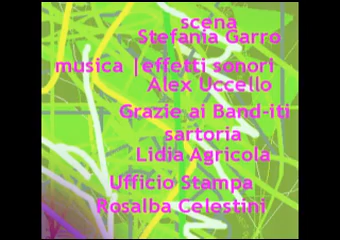 scena
Stefania Garro
musica |effetti sonori
Alex Uccello
Grazie ai Band-iti
sartoria
Lidia Agricola
Ufficio Stampa
Rosalba Celestini